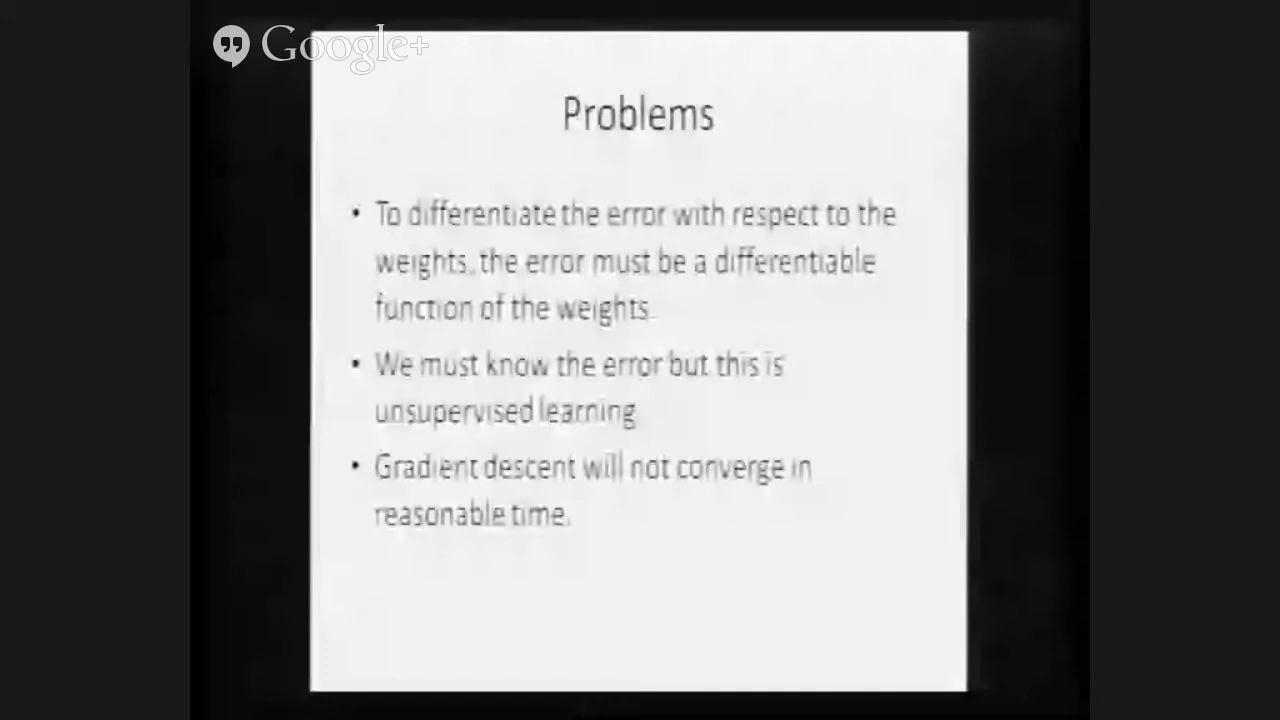 Google+
Problems
• To differentiate the error with respect to the
weights, the error must be a differentiable
function of the weights.
• We must know the error but this is
unsupervised learning
• Gradient descent will not converge in
reasonable time.